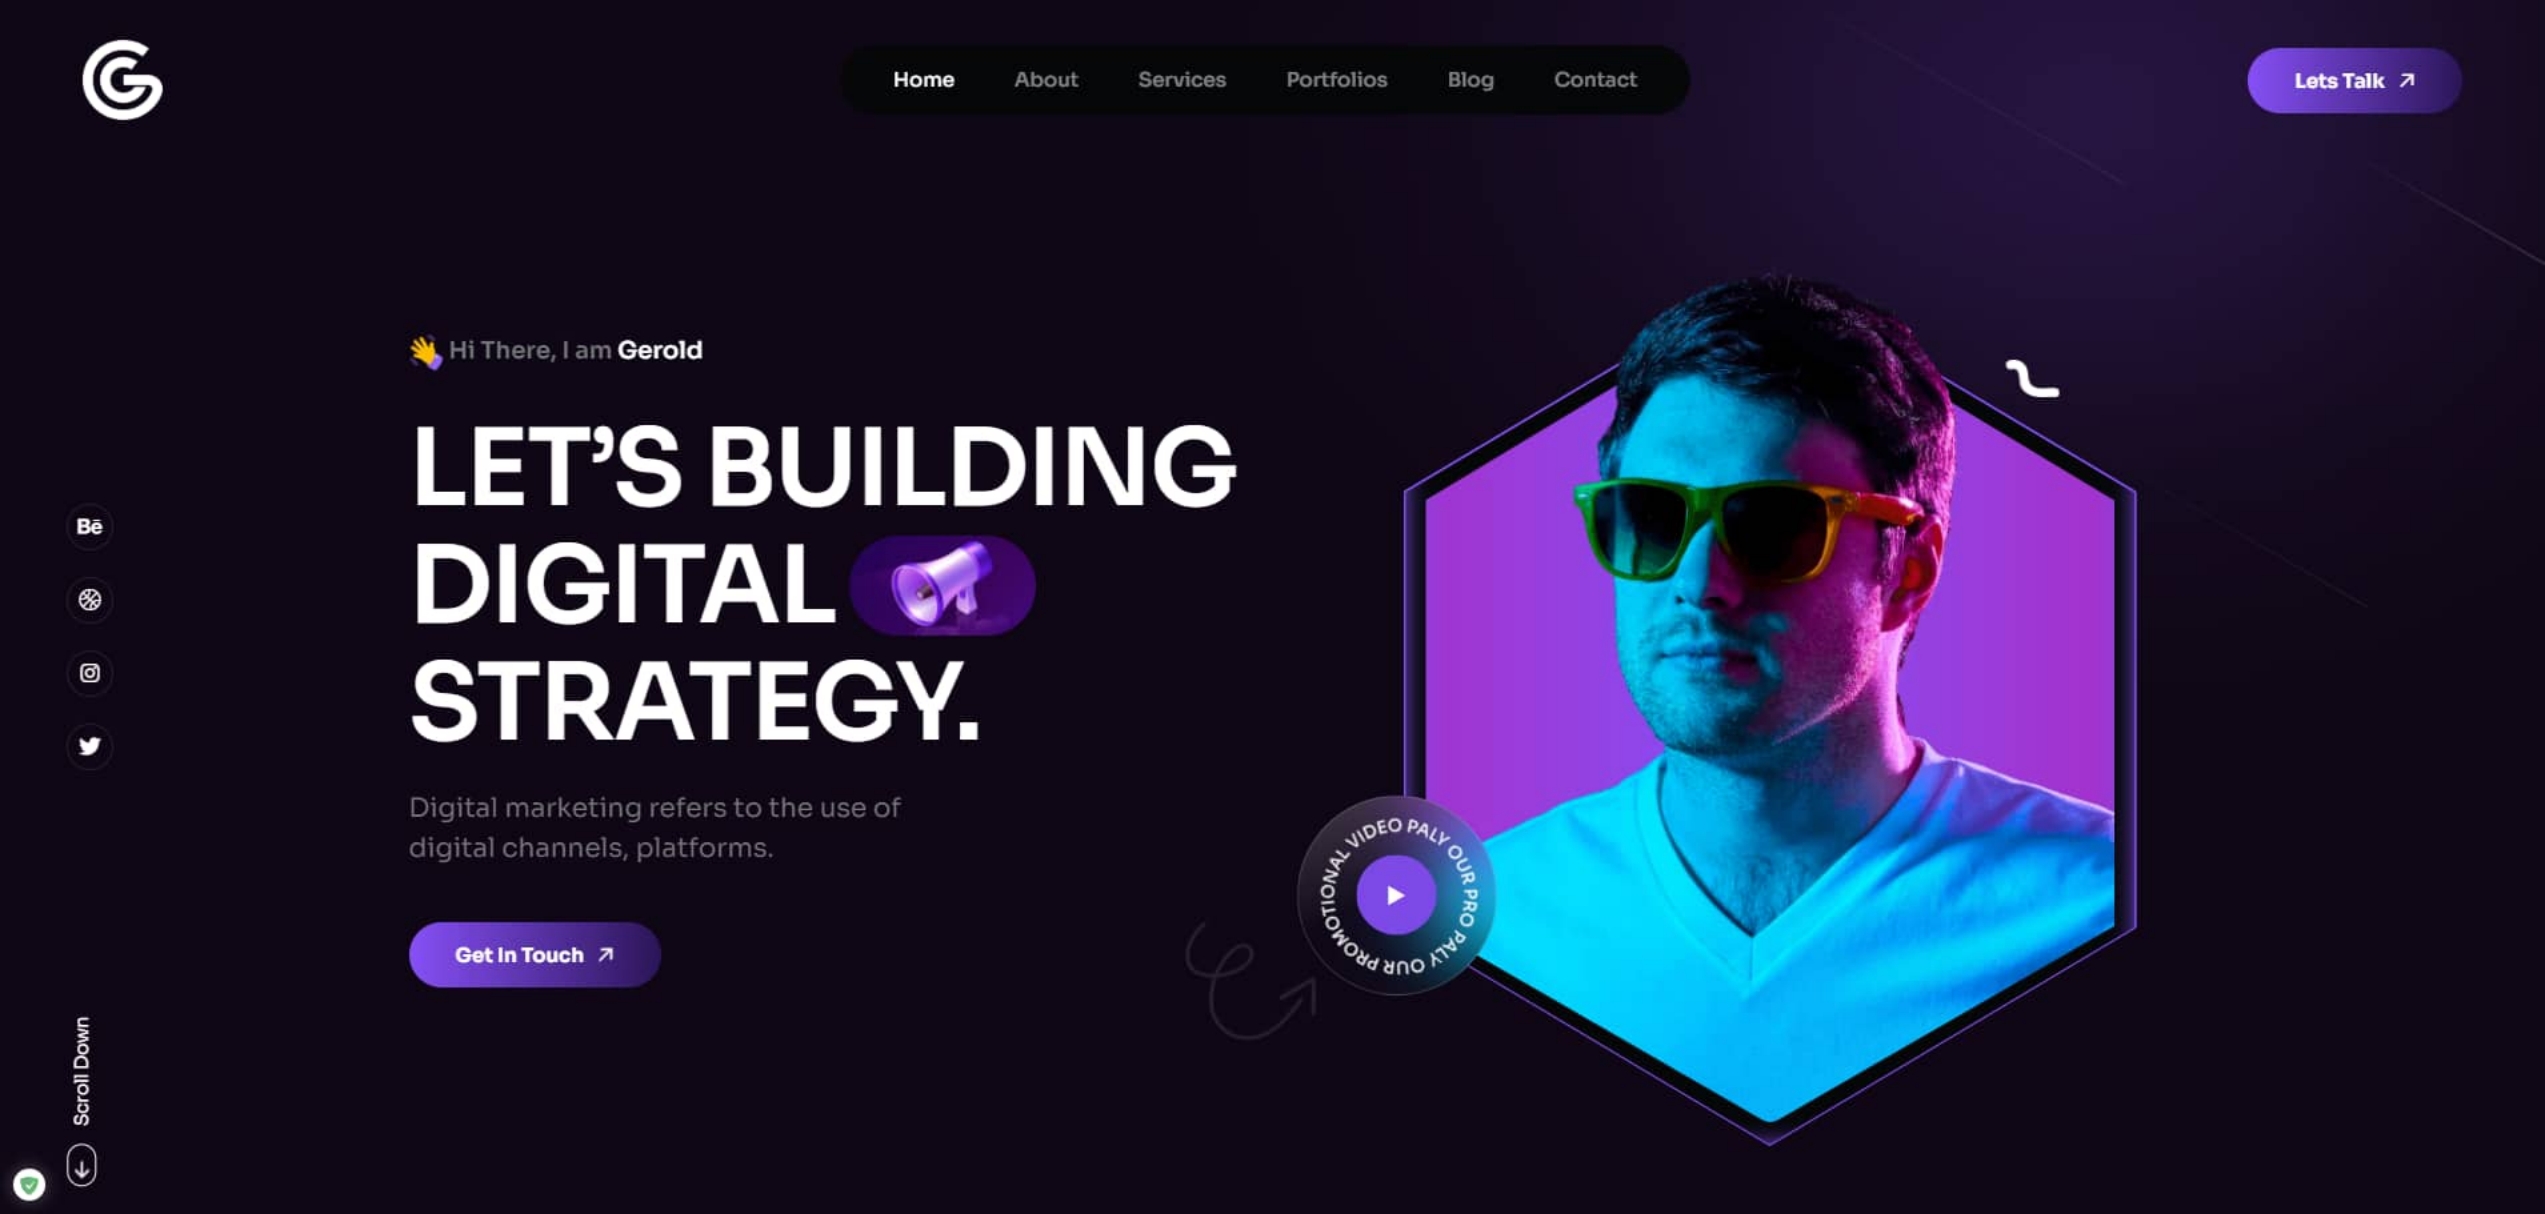 Home About Services Portfolios Blog Contact
Lets Talk
Hi There, I am Gerold
LET’S BUILDING
DIGITAL
STRATEGY.
Digital marketing refers to the use of
digital channels, platforms.
Get In Touch
PALY OUR PROMOTIONAL VIDEO PALY OUR PRO
Bē
Scroll Down